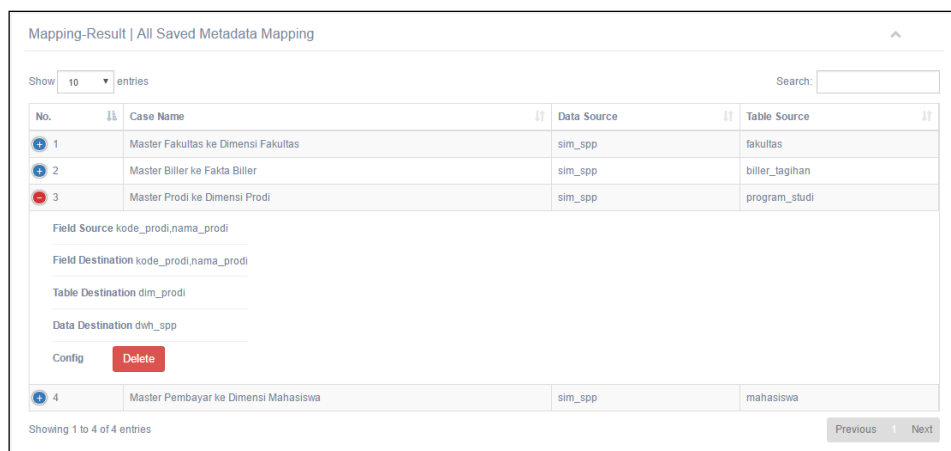 Mapping-Result | All Saved Metadata Mapping
Show 10 entries Search:
No. Case Name Data Source Table Source
1 Master Fakultas ke Dimensi Fakultas sim_spp fakultas
2 Master Biller ke Fakta Biller sim_spp biller_tagihan
3 Master Prodi ke Dimensi Prodi sim_spp program_studi
Field Source kode_prodi,nama_prodi
Field Destination kode_prodi,nama_prodi
Table Destination dim_prodi
Data Destination dwh_spp
Config Delete
4 Master Pembayar ke Dimensi Mahasiswa sim_spp mahasiswa
Showing 1 to 4 of 4 entries Previous 1 Next